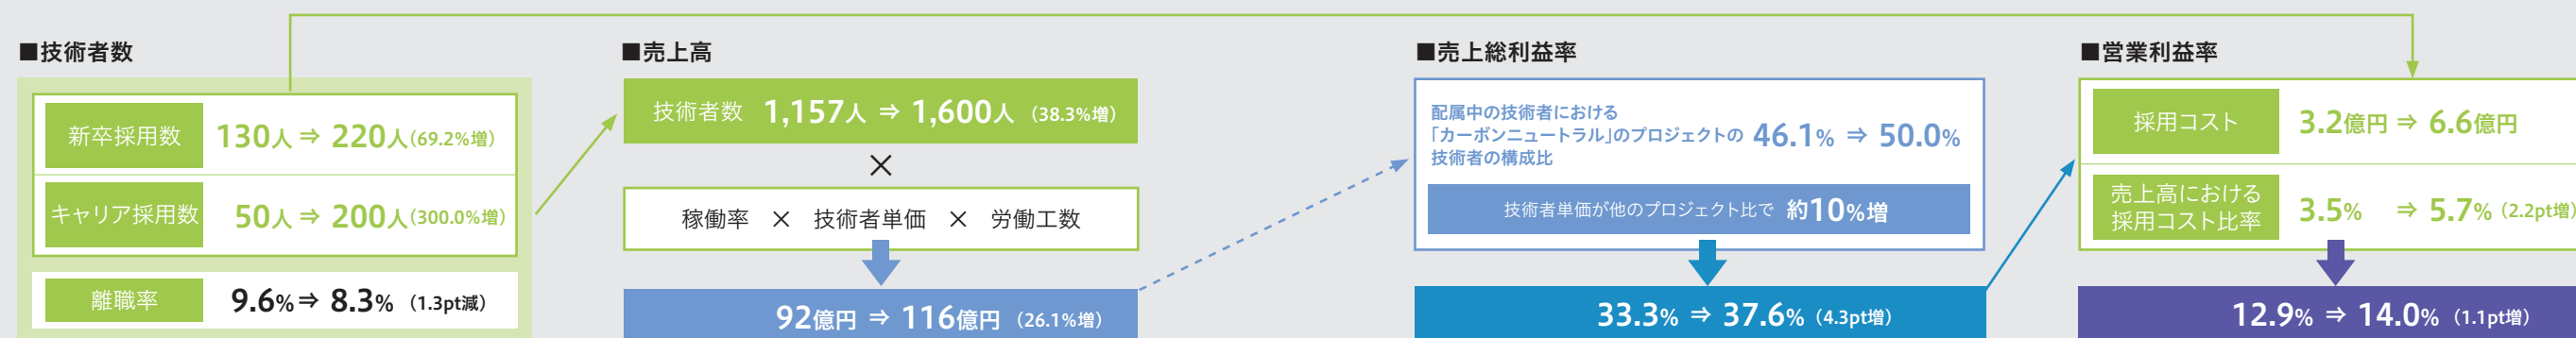 ■技術者数
新卒採用数 130人 ⇒ 220人(69.2%増)
キャリア採用数 50人 ⇒ 200人(300.0%増)
離職率 9.6%⇒ 8.3% (1.3pt減)
■売上高
技術者数 1,157人 ⇒ 1,600人 (38.3%増)
×
稼働率 × 技術者単価 × 労働工数
92億円 ⇒ 116億円 (26.1%増)
■売上総利益率
配属中の技術者における
「カーボンニュートラル」のプロジェクトの
技術者の構成比
46.1% ⇒ 50.0%
技術者単価が他のプロジェクト比で 約10%増
33.3% ⇒ 37.6% (4.3pt増)
■営業利益率
採用コスト 3.2億円 ⇒ 6.6億円
売上高における
採用コスト比率
3.5% ⇒ 5.7% (2.2pt増)
12.9% ⇒ 14.0% (1.1pt増)